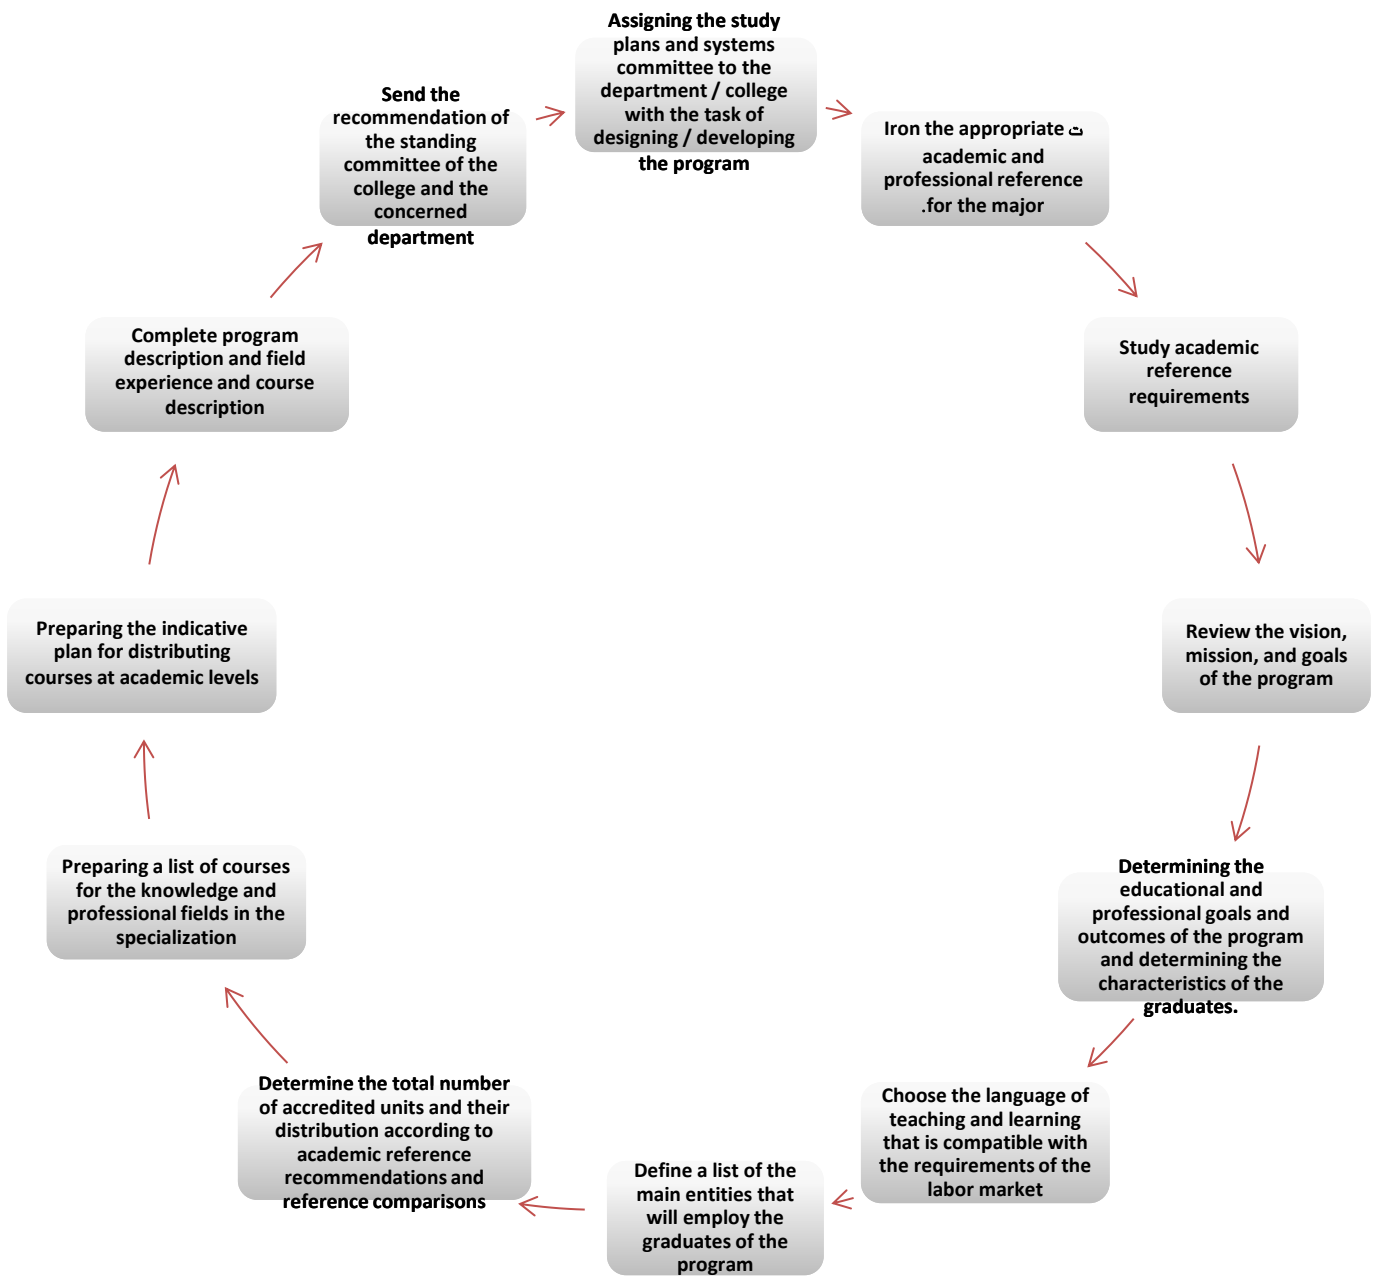 Assigning the study
plans and systems
committee to the
department / college
with the task of
designing / developing
the program
Iron the appropriate ت
academic and
professional reference
.for the major
Study academic
reference
requirements
Review the vision,
mission, and goals
of the program
Determining the
educational and
professional goals and
outcomes of the program
and determining the
characteristics of the
graduates.
Choose the language of
teaching and learning
that is compatible with
the requirements of the
labor market
Define a list of the
main entities that
will employ the
graduates of the
program
Determine the total number
of accredited units and their
distribution according to
academic reference
recommendations and
reference comparisons
Preparing a list of courses
for the knowledge and
professional fields in the
specialization
Preparing the indicative
plan for distributing
courses at academic levels
Complete program
description and field
experience and course
description
Send the
recommendation of
the standing
committee of the
college and the
concerned
department